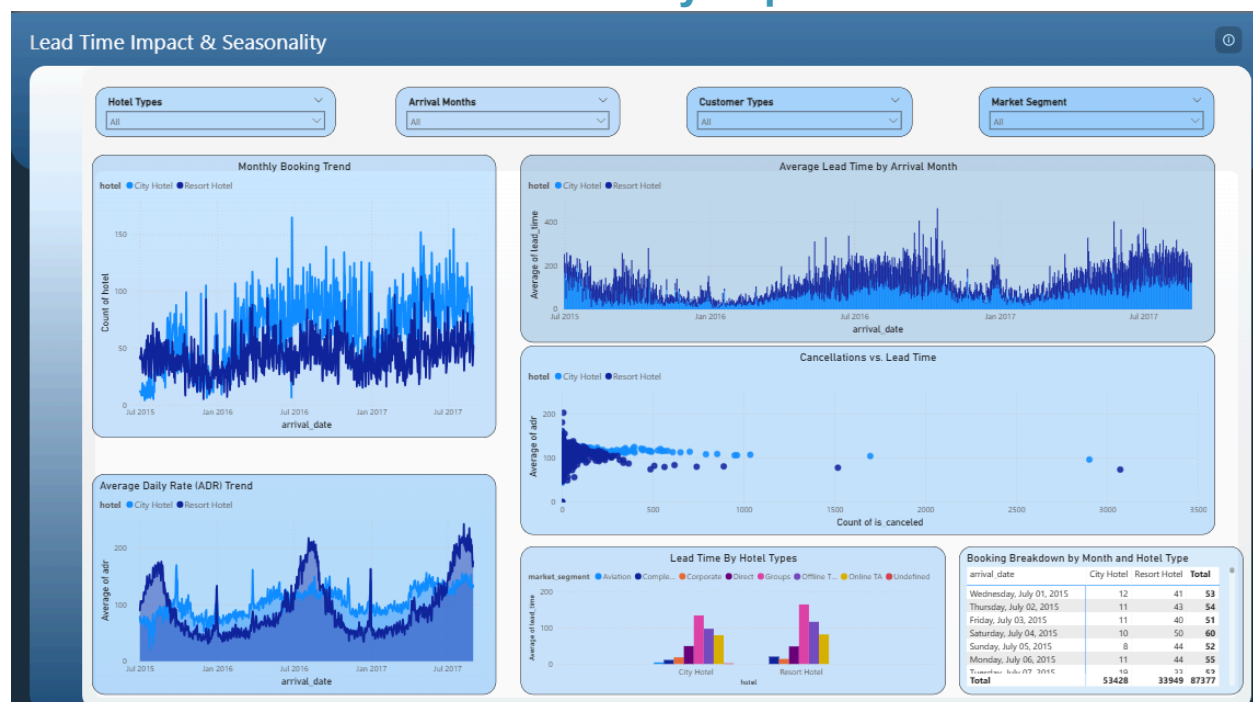 Lead Time Impact & Seasonality
Hotel Types
All
Arrival Months
All
Customer Types
All
Market Segment
All
Monthly Booking Trend
hotel City Hotel Resort Hotel
Count of hotel
150
100
50
0
Jul 2015 Jan 2016 Jul 2016 Jan 2017 Jul 2017
arrival_date
Average Lead Time by Arrival Month
hotel City Hotel Resort Hotel
Average of lead_time
400
200
0
Jul 2015 Jan 2016 Jul 2016 Jan 2017 Jul 2017
arrival_date
Cancellations vs. Lead Time
hotel City Hotel Resort Hotel
Average of adr
200
100
0
0 500 1000 1500 2000 2500 3000 3500
Count of is_canceled
Average Daily Rate (ADR) Trend
hotel City Hotel Resort Hotel
Average of adr
200
100
0
Jul 2015 Jan 2016 Jul 2016 Jan 2017 Jul 2017
arrival_date
Lead Time By Hotel Types
market_segment Aviation Comple... Corporate Direct Groups Offline T... Online TA Undefined
Average of lead_time
200
100
0
City Hotel Resort Hotel
hotel
Booking Breakdown by Month and Hotel Type
arrival_date City Hotel Resort Hotel Total
Wednesday, July 01, 2015 12 41 53
Thursday, July 02, 2015 11 43 54
Friday, July 03, 2015 11 40 51
Saturday, July 04, 2015 10 50 60
Sunday, July 05, 2015 8 44 52
Monday, July 06, 2015 11 44 55
Tuesday, July 07, 2015 19 33 52
Total 53428 33949 87377